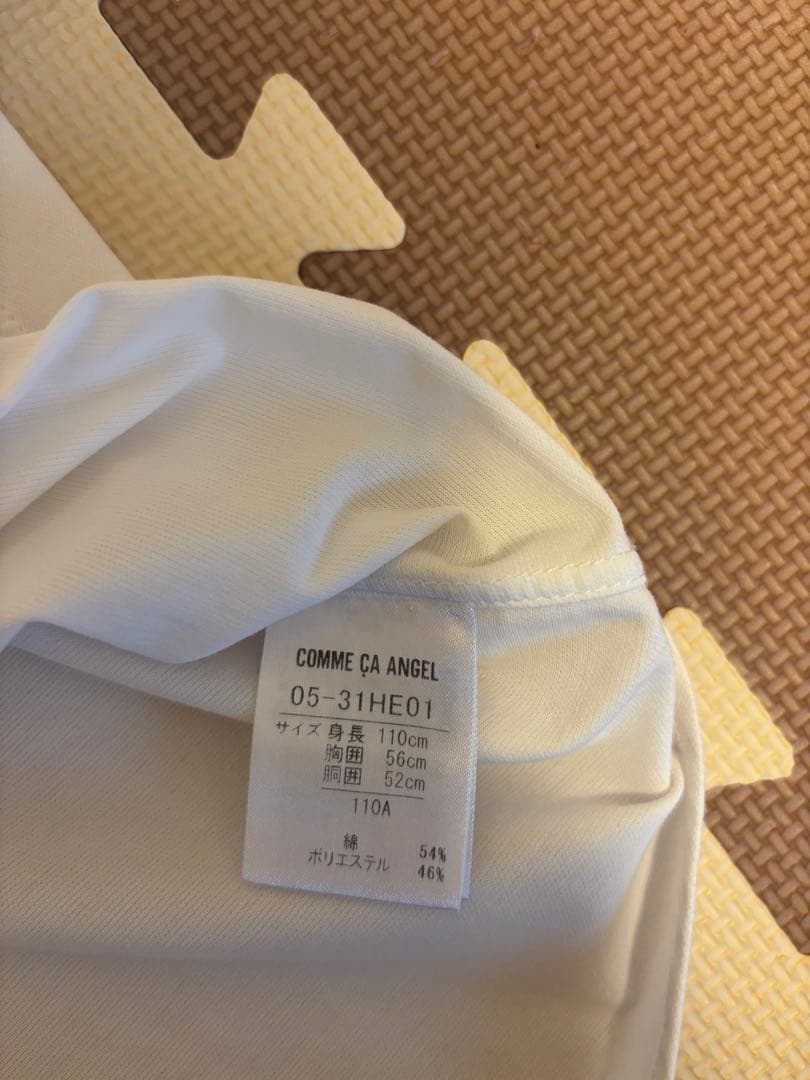 COMME ÇA ANGEL
05-31HE01
サイズ 身長 110cm
胸囲 56cm
胴囲 52cm
110A
綿 54%
ポリエステル 46%